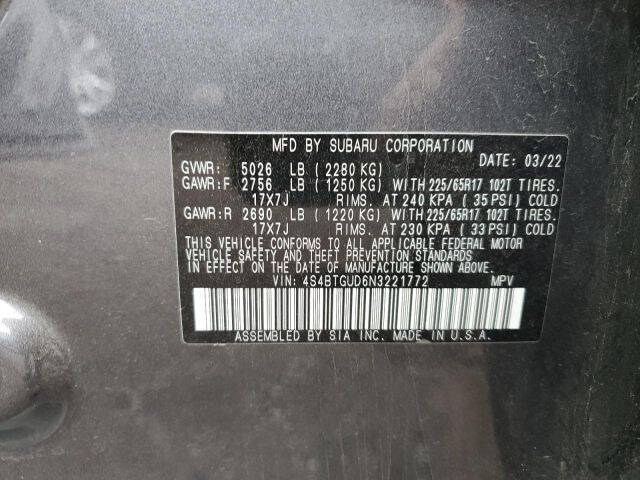 MFD BY SUBARU CORPORATION
DATE: 03/22
GVWR: 5026 LB (2280 KG)
GAWR:F 2756 LB (1250 KG) WITH 225/65R17 102T TIRES.
17X7J RIMS. AT 240 KPA (35 PSI) COLD
GAWR:R 2690 LB (1220 KG) WITH 225/65R17 102T TIRES.
17X7J RIMS. AT 230 KPA (33 PSI) COLD
THIS VEHICLE CONFORMS TO ALL APPLICABLE FEDERAL MOTOR
VEHICLE SAFETY, BUMPER, AND THEFT PREVENTION STANDARDS
IN EFFECT ON THE DATE OF MANUFACTURE SHOWN ABOVE.
VIN: 4S4BTGUD6N3221772 MPV
ASSEMBLED BY SIA INC. MADE IN U.S.A.